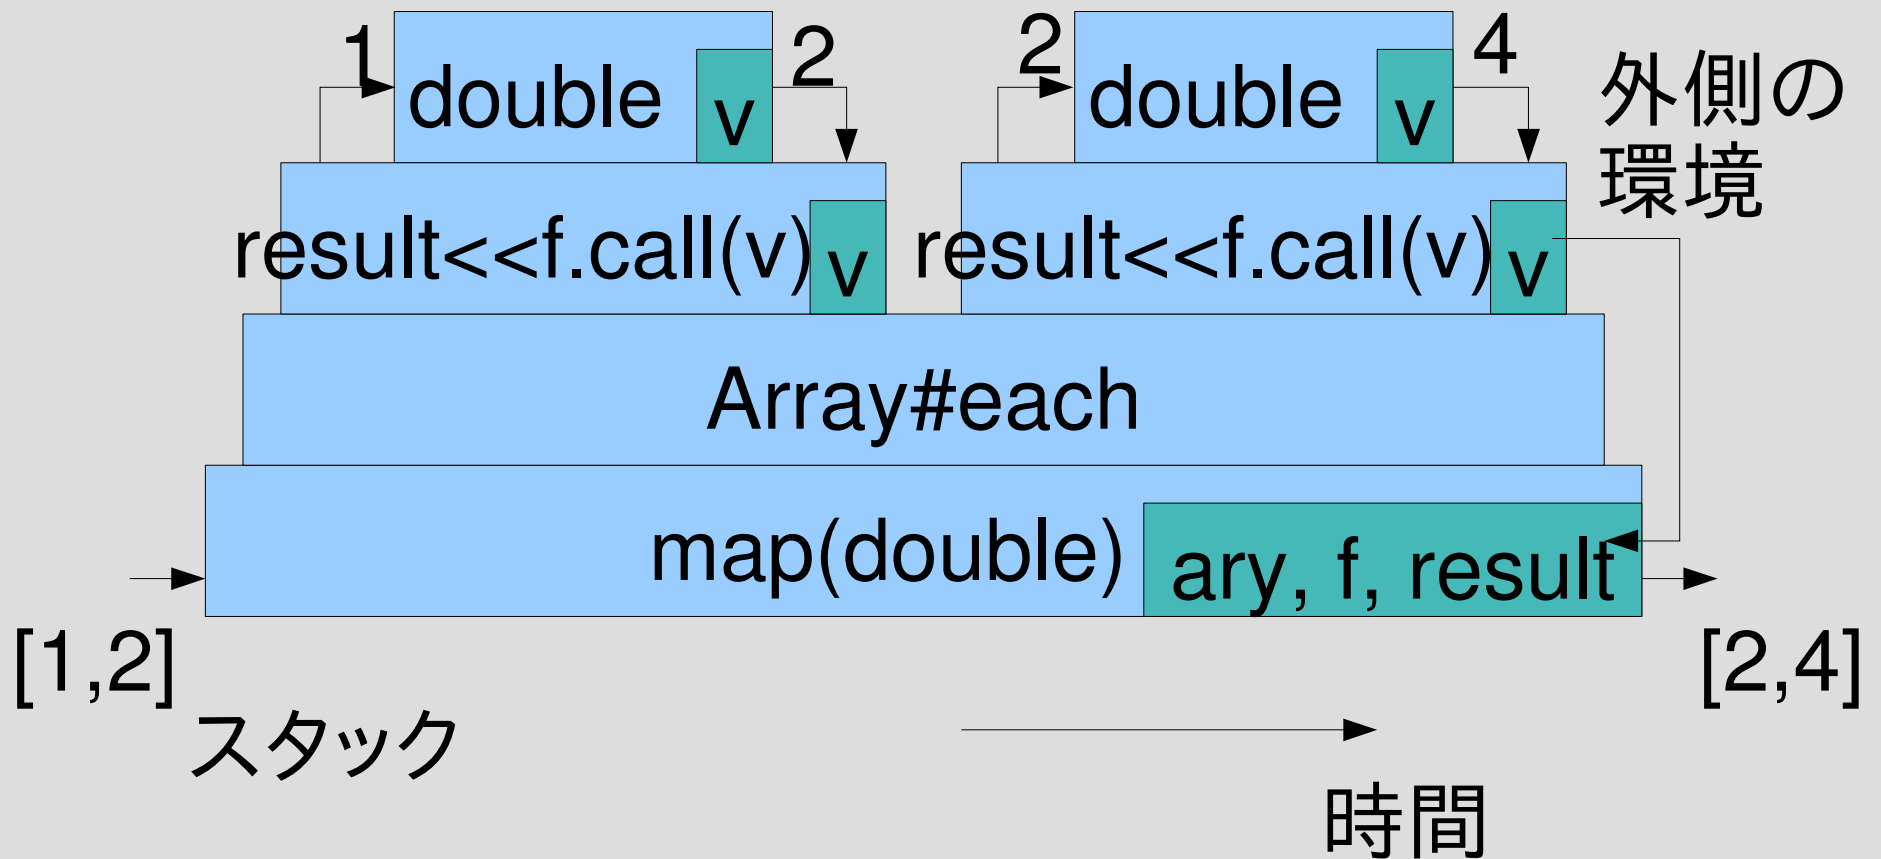 1
double
v
2
2
double
v
4
外側の
環境
result<<f.call(v)
v
result<<f.call(v)
v
Array#each
map(double)
ary, f, result
[1,2]
[2,4]
スタック
時間